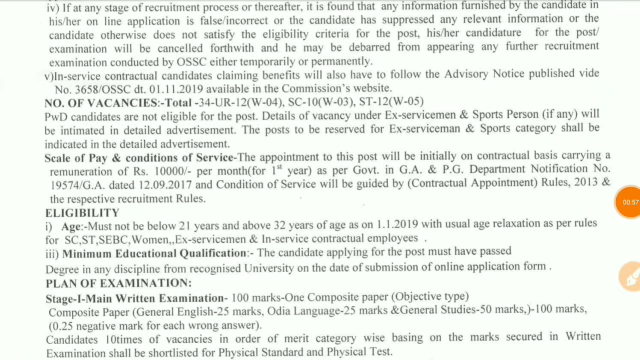 iv) If at any stage of recruitment process or thereafter, it is found that any information furnished by the candidate in
his/her on line application is false/incorrect or the candidate has suppressed any relevant information or the
candidate otherwise does not satisfy the eligibility criteria for the post, his/her candidature for the post/
examination will be cancelled forthwith and he may be debarred from appearing any further recruitment
examination conducted by OSSC either temporarily or permanently.
v)In-service contractual candidates claiming benefits will also have to follow the Advisory Notice published vide
No. 3658/OSSC dt. 01.11.2019 available in the Commission's website.
NO. OF VACANCIES:-Total -34-UR-12(W-04), SC-10(W-03), ST-12(W-05)
PwD candidates are not eligible for the post. Details of vacancy under Ex-servicemen & Sports Person (if any) will
be intimated in detailed advertisement. The posts to be reserved for Ex-serviceman & Sports category shall be
indicated in the detailed advertisement.
Scale of Pay & conditions of Service-The appointment to this post will be initially on contractual basis carrying a
remuneration of Rs. 10000/- per month(for 1st year) as per Govt. in G.A. & P.G. Department Notification No.
19574/G.A. dated 12.09.2017 and Condition of Service will be guided by (Contractual Appointment) Rules, 2013 &
the respective recruitment Rules.
ELIGIBILITY
i) Age:-Must not be below 21 years and above 32 years of age as on 1.1.2019 with usual age relaxation as per rules
for SC,ST,SEBC,Women,,Ex-servicemen & In-service contractual employees .
iii) Minimum Educational Qualification:- The candidate applying for the post must have passed
Degree in any discipline from recognised University on the date of submission of online application form .
PLAN OF EXAMINATION:
Stage-I-Main Written Examination- 100 marks-One Composite paper (Objective type)
Composite Paper (General English-25 marks, Odia Language-25 marks &General Studies-50 marks,)-100 marks,
(0.25 negative mark for each wrong answer).
Candidates 10times of vacancies in order of merit category wise basing on the marks secured in Written
Examination shall be shortlisted for Physical Standard and Physical Test.
00:57